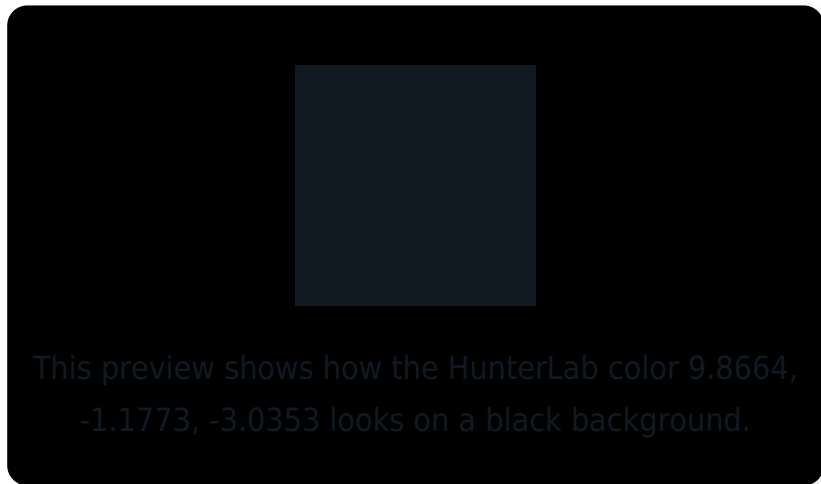 This preview shows how the HunterLab color 9.8664,
-1.1773, -3.0353 looks on a black background.